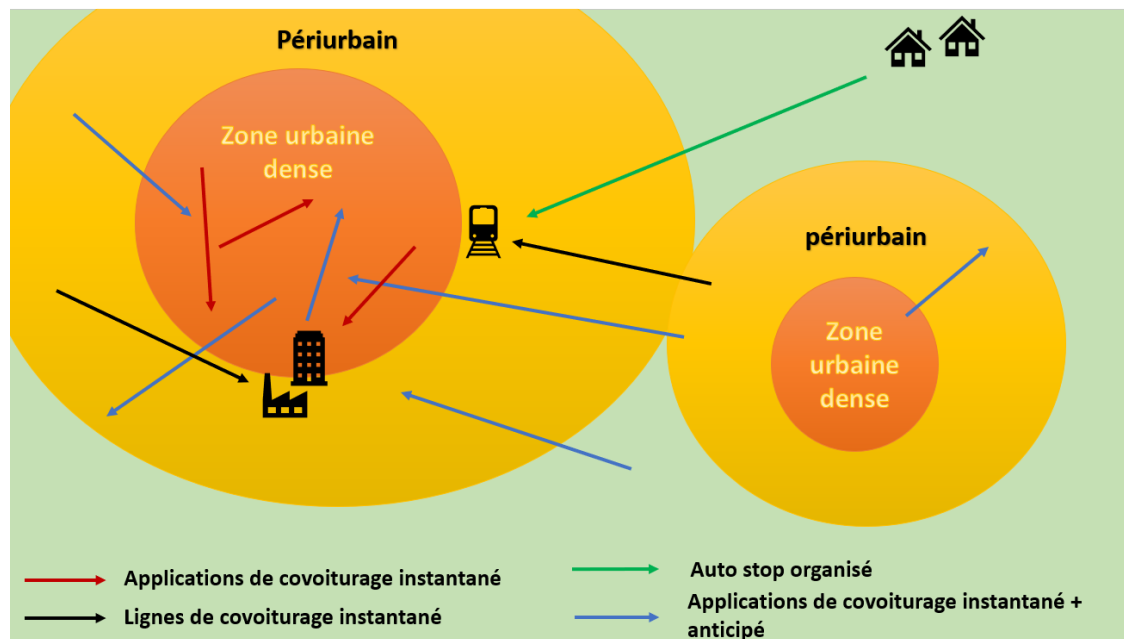 Périurbain
Zone urbaine
dense
périurbain
Zone
urbaine
dense
Applications de covoiturage instantané
Lignes de covoiturage instantané
Auto stop organisé
Applications de covoiturage instantané +
anticipé